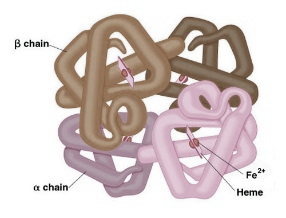 β chain
α chain
Fe²⁺
Heme